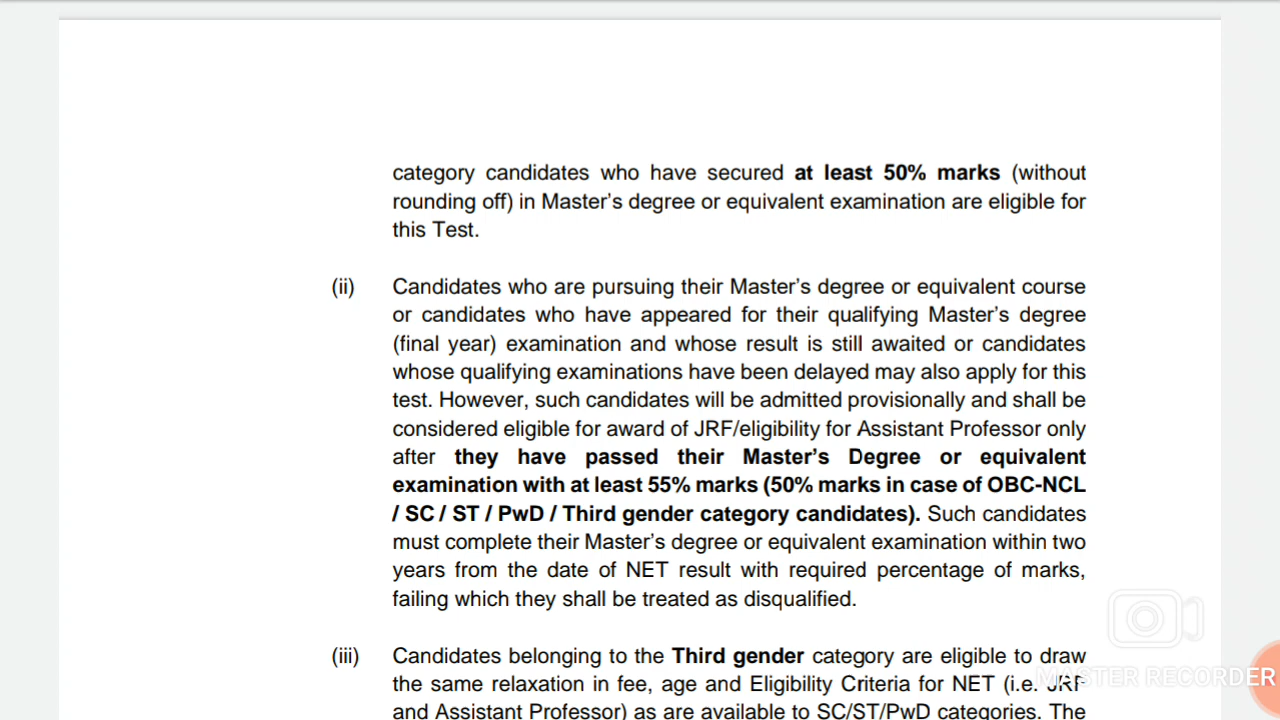 category candidates who have secured at least 50% marks (without
rounding off) in Master's degree or equivalent examination are eligible for
this Test.
(ii) Candidates who are pursuing their Master's degree or equivalent course
or candidates who have appeared for their qualifying Master's degree
(final year) examination and whose result is still awaited or candidates
whose qualifying examinations have been delayed may also apply for this
test. However, such candidates will be admitted provisionally and shall be
considered eligible for award of JRF/eligibility for Assistant Professor only
after they have passed their Master's Degree or equivalent
examination with at least 55% marks (50% marks in case of OBC-NCL
/ SC / ST / PwD / Third gender category candidates). Such candidates
must complete their Master's degree or equivalent examination within two
years from the date of NET result with required percentage of marks,
failing which they shall be treated as disqualified.
(iii) Candidates belonging to the Third gender category are eligible to draw
the same relaxation in fee, age and Eligibility Criteria for NET (i.e. JRF
and Assistant Professor) as are available to SC/ST/PwD categories. The
MASTER RECORDER